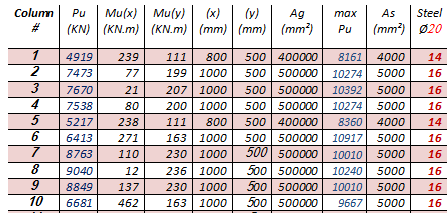 Column # Pu (KN) Mu(x) (KN.m) Mu(y) (KN.m) (x) (mm) (y) (mm) Ag (mm²) max Pu As (mm²) Steel Ø20
1 4919 239 111 800 500 400000 8161 4000 14
2 7473 77 199 1000 500 500000 10274 5000 16
3 7670 21 207 1000 500 500000 10392 5000 16
4 7538 80 200 1000 500 500000 10274 5000 16
5 5217 238 111 800 500 400000 8360 4000 14
6 6413 271 163 1000 500 500000 10917 5000 16
7 8763 110 230 1000 500 500000 10010 5000 16
8 9040 12 236 1000 500 500000 10240 5000 16
9 8849 137 230 1000 500 500000 10010 5000 16
10 6681 462 163 1000 500 500000 9667 5000 16